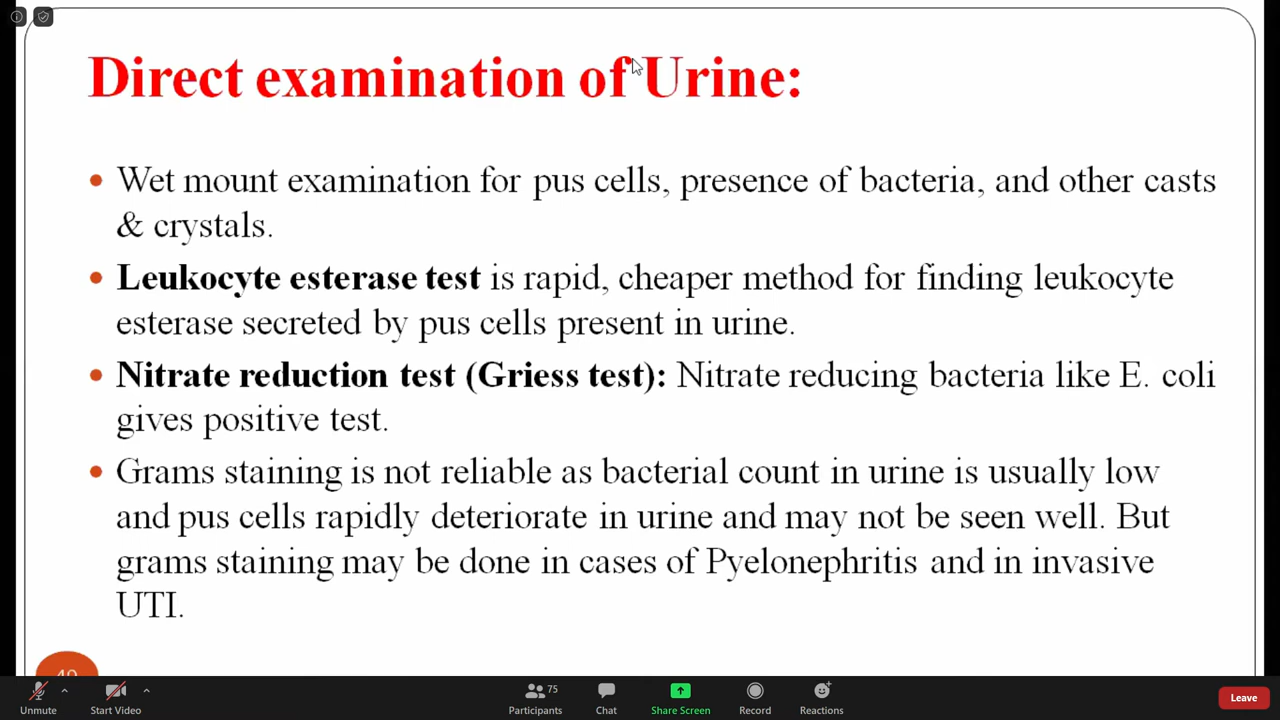 Direct examination of Urine:
• Wet mount examination for pus cells, presence of bacteria, and other casts
& crystals.
• Leukocyte esterase test is rapid, cheaper method for finding leukocyte
esterase secreted by pus cells present in urine.
• Nitrate reduction test (Griess test): Nitrate reducing bacteria like E. coli
gives positive test.
• Grams staining is not reliable as bacterial count in urine is usually low
and pus cells rapidly deteriorate in urine and may not be seen well. But
grams staining may be done in cases of Pyelonephritis and in invasive
UTI.
75
Unmute Start Video Participants Chat Share Screen Record Reactions Leave